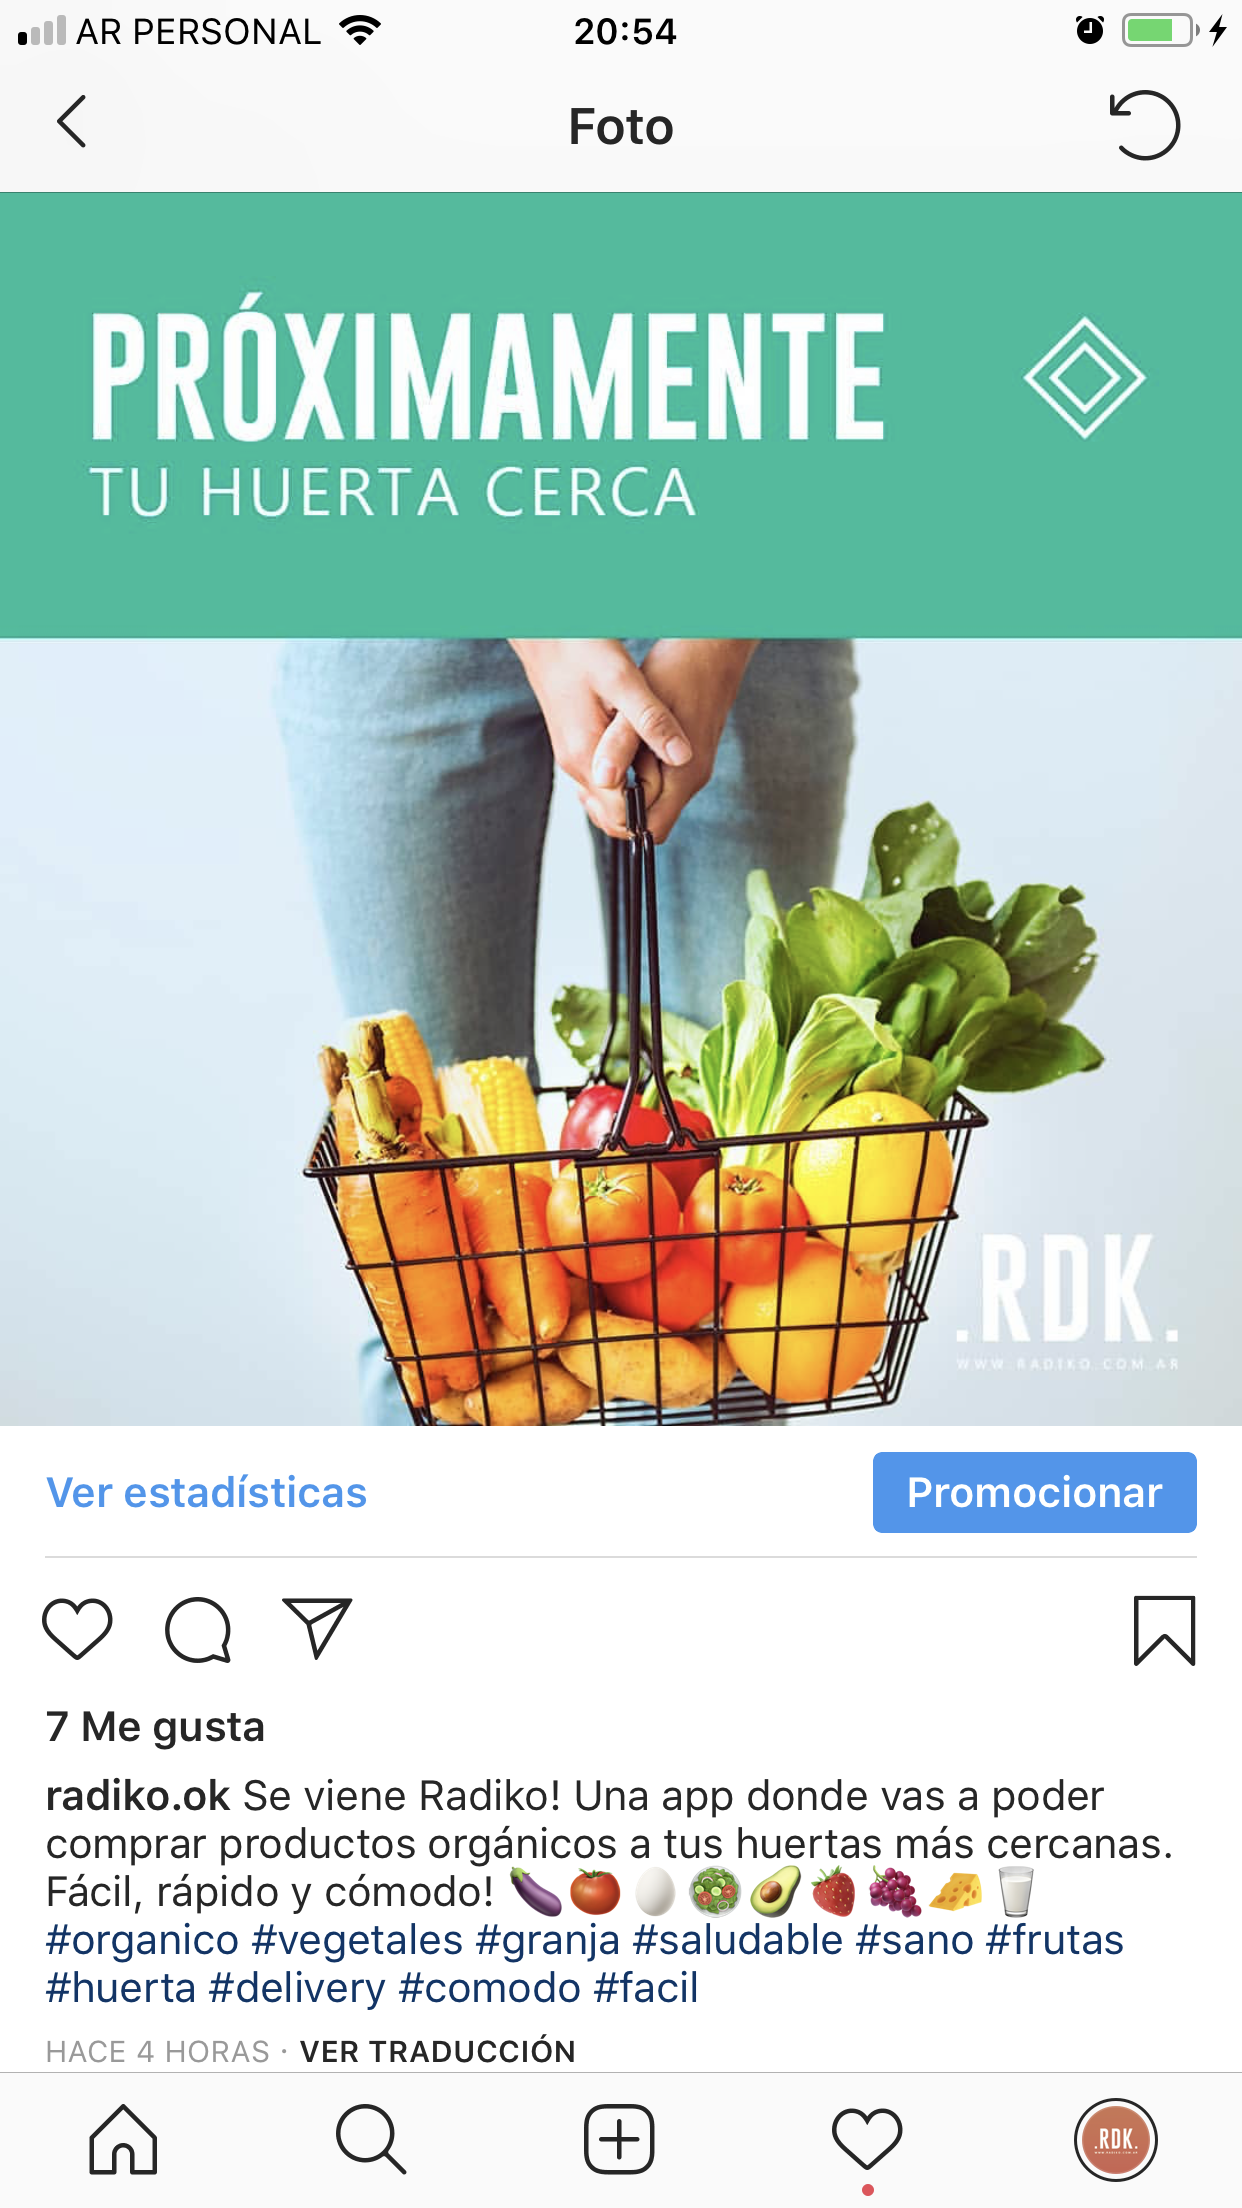 AR PERSONAL
20:54
Foto
PRÓXIMAMENTE
TU HUERTA CERCA
.RDK.
WWW.RADIKO.COM.AR
Ver estadísticas
Promocionar
7 Me gusta
radiko.ok Se viene Radiko! Una app donde vas a poder
comprar productos orgánicos a tus huertas más cercanas.
Fácil, rápido y cómodo! 🍆🍅🥚🥗🥑🍓🍇🧀🥛
#organico #vegetales #granja #saludable #sano #frutas
#huerta #delivery #comodo #facil
HACE 4 HORAS · VER TRADUCCIÓN
.RDK.